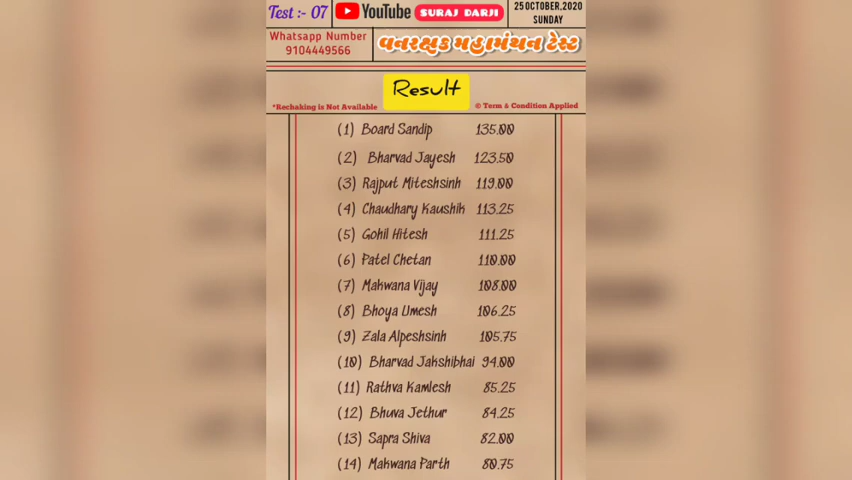 Test :- 07
YouTube SURAJ DARJI
25 OCTOBER,2020
SUNDAY
Whatsapp Number
9104449566
વનરક્ષક મહામંથન ટેસ્ટ
Result
*Rechaking is Not Available
© Term & Condition Applied
(1) Board Sandip 135.00
(2) Bharvad Jayesh 123.50
(3) Rajput Miteshsinh 119.00
(4) Chaudhary Kaushik 113.25
(5) Gohil Hitesh 111.25
(6) Patel Chetan 110.00
(7) Makwana Vijay 108.00
(8) Bhoya Umesh 106.25
(9) Zala Alpeshsinh 105.75
(10) Bharvad Jakshibhai 94.00
(11) Rathva Kamlesh 85.25
(12) Bhuva Jethur 84.25
(13) Sapra Shiva 82.00
(14) Makwana Parth 80.75